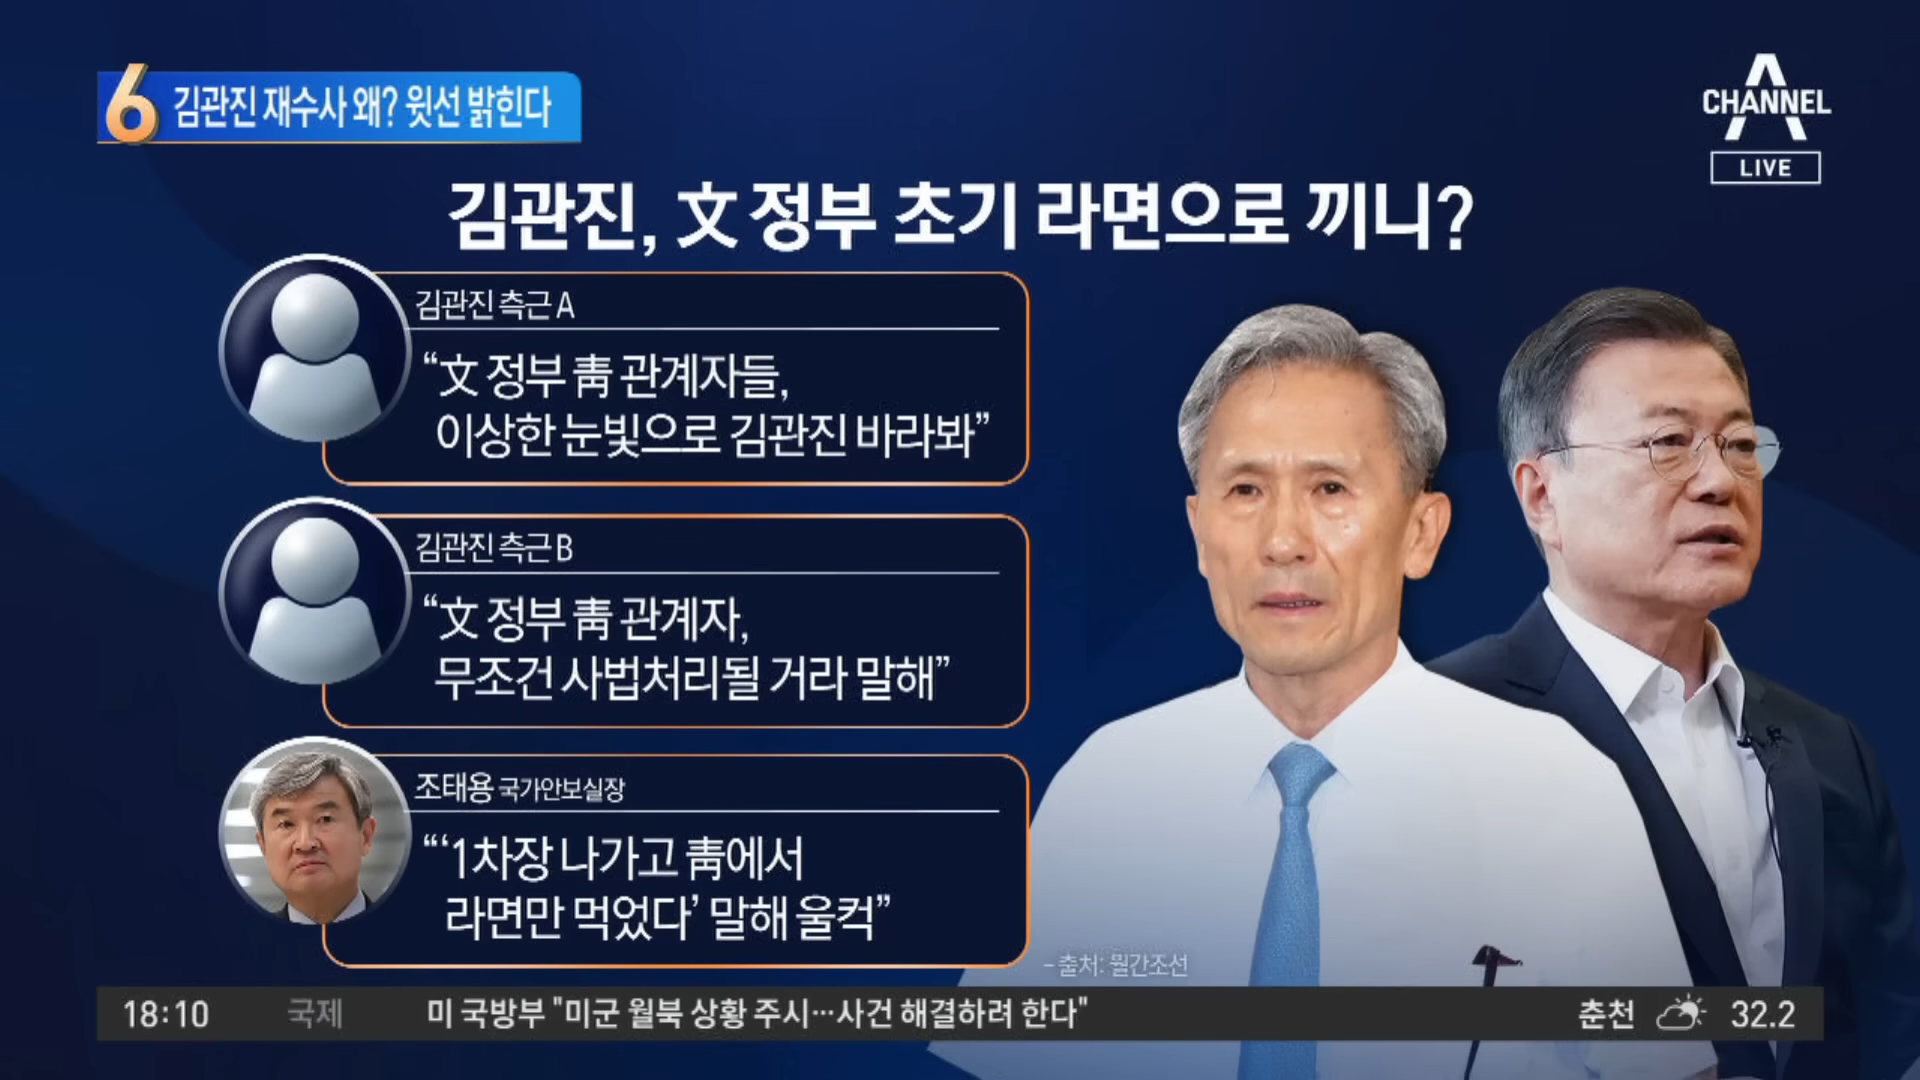 6 김관진 재수사 왜? 윗선 밝힌다
CHANNEL A
LIVE
김관진, 文 정부 초기 라면으로 끼니?
김관진 측근 A
“文 정부 靑 관계자들,
이상한 눈빛으로 김관진 바라봐”
김관진 측근 B
“文 정부 靑 관계자,
무조건 사법처리될 거라 말해”
조태용 국가안보실장
“‘1차장 나가고 靑에서
라면만 먹었다’ 말해 울컥”
- 출처: 월간조선
18:10 국제 미 국방부 "미군 월북 상황 주시…사건 해결하려 한다" 춘천 32.2